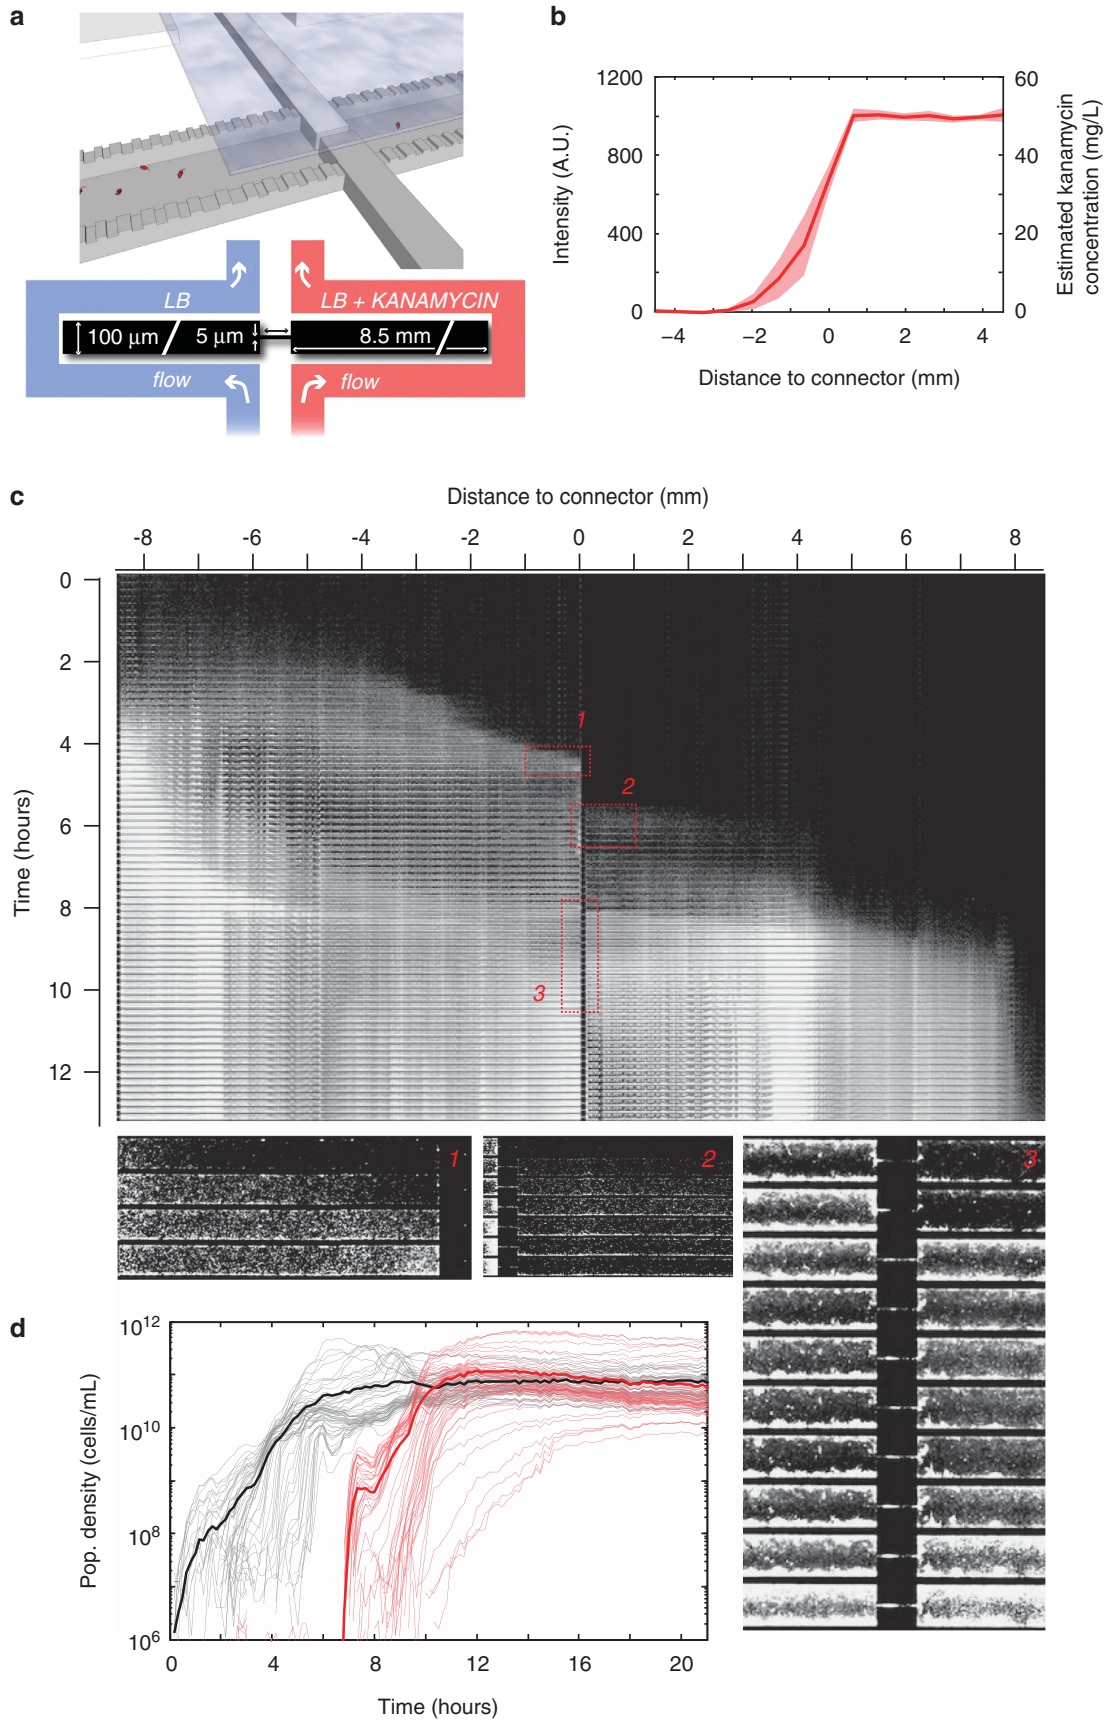 a
LB
LB + KANAMYCIN
100 µm
5 µm
8.5 mm
flow
flow
b
1200
800
400
0
Intensity (A.U.)
60
40
20
0
Estimated kanamycin
concentration (mg/L)
−4
−2
0
2
4
Distance to connector (mm)
c
Distance to connector (mm)
-8
-6
-4
-2
0
2
4
6
8
0
2
4
6
8
10
12
Time (hours)
1
2
3
1
2
3
d
10¹²
10¹⁰
10⁸
10⁶
Pop. density (cells/mL)
0
4
8
12
16
20
Time (hours)